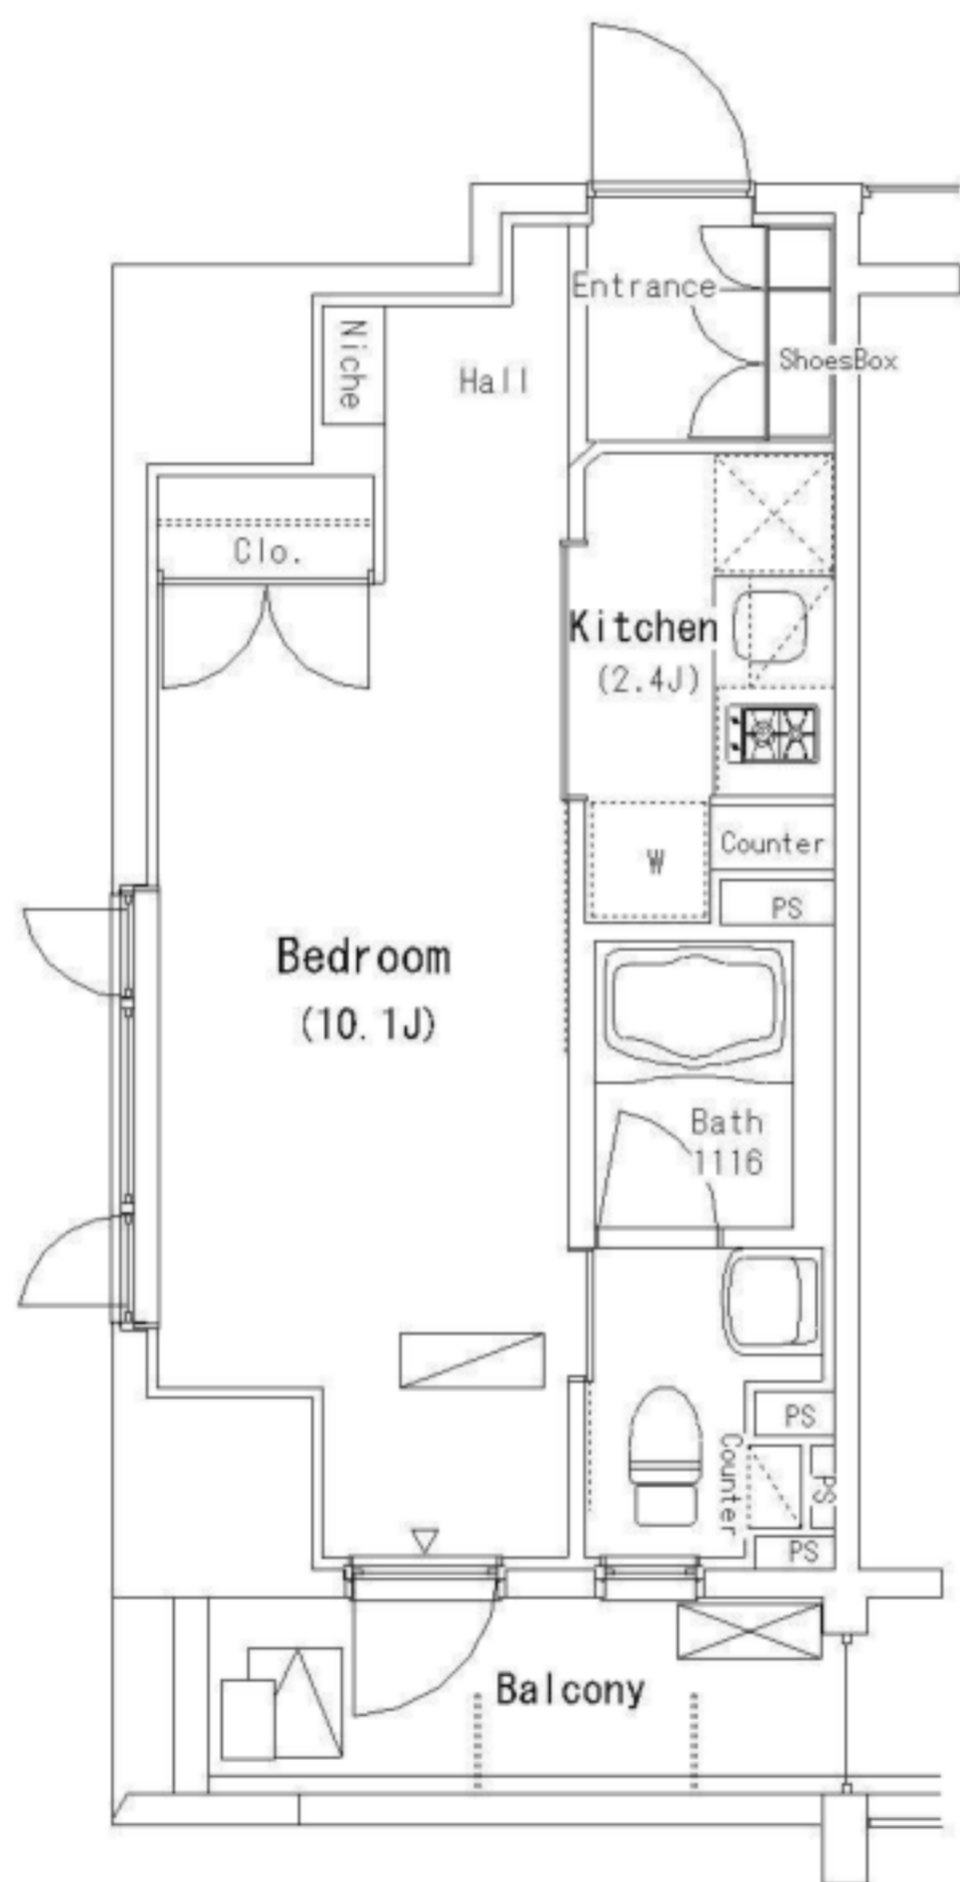 Entrance
Niche
Hall
ShoesBox
Clo.
Kitchen
(2.4J)
W
Counter
PS
Bedroom
(10.1J)
Bath
1116
PS
Counter
PS
PS
Balcony